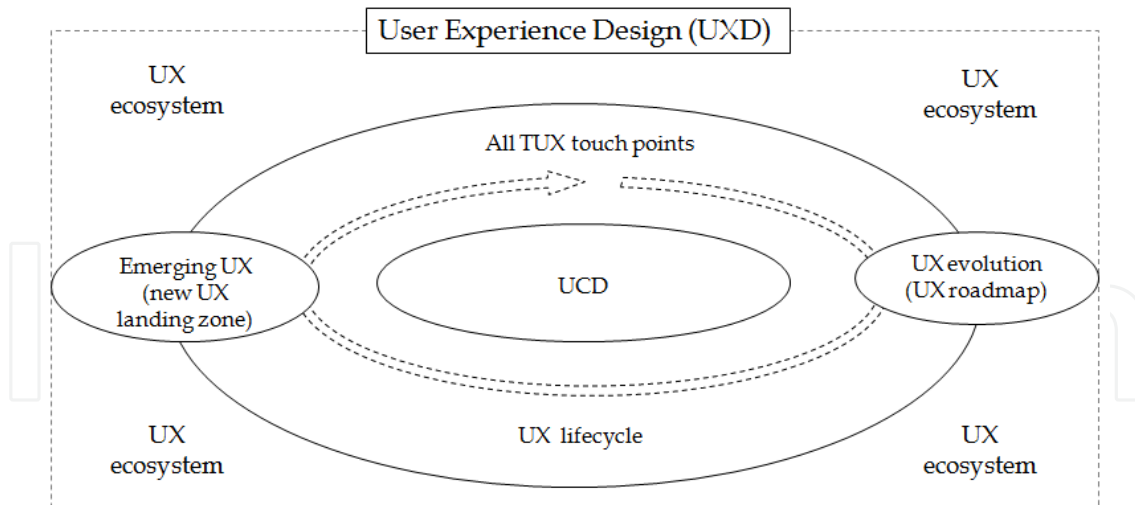 User Experience Design (UXD)
UX
ecosystem
UX
ecosystem
All TUX touch points
Emerging UX
(new UX
landing zone)
UCD
UX evolution
(UX roadmap)
UX lifecycle
UX
ecosystem
UX
ecosystem